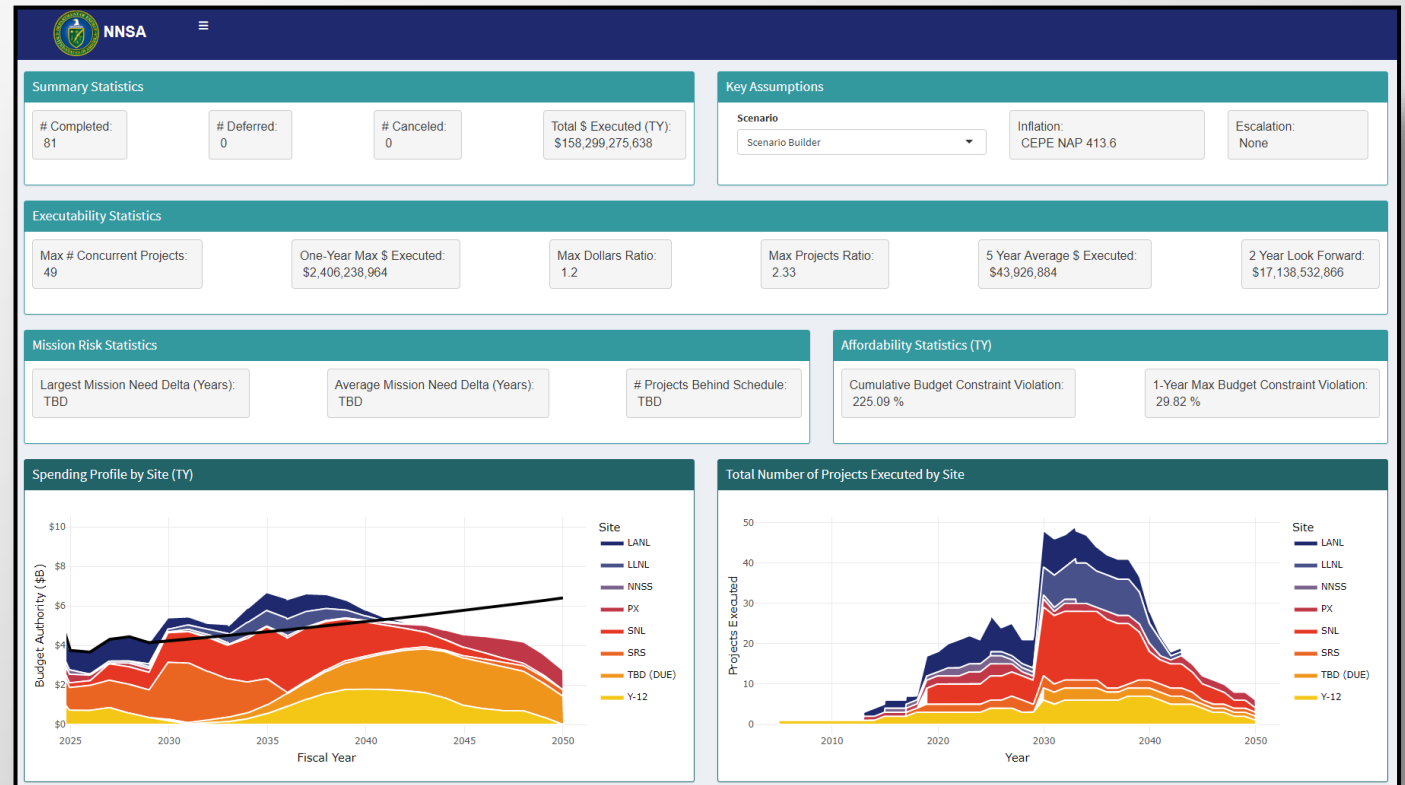 NNSA
Summary Statistics
# Completed:
81
# Deferred:
0
# Canceled:
0
Total $ Executed (TY):
$158,299,275,638
Key Assumptions
Scenario
Scenario Builder
Inflation:
CEPE NAP 413.6
Escalation:
None
Executability Statistics
Max # Concurrent Projects:
49
One-Year Max $ Executed:
$2,406,238,964
Max Dollars Ratio:
1.2
Max Projects Ratio:
2.33
5 Year Average $ Executed:
$43,926,884
2 Year Look Forward:
$17,138,532,866
Mission Risk Statistics
Largest Mission Need Delta (Years):
TBD
Average Mission Need Delta (Years):
TBD
# Projects Behind Schedule:
TBD
Affordability Statistics (TY)
Cumulative Budget Constraint Violation:
225.09 %
1-Year Max Budget Constraint Violation:
29.82 %
Spending Profile by Site (TY)
Budget Authority ($B)
$10
$8
$6
$4
$2
$0
2025
2030
2035
2040
2045
2050
Fiscal Year
Site
LANL
LLNL
NNSS
PX
SNL
SRS
TBD (DUE)
Y-12
Total Number of Projects Executed by Site
Projects Executed
50
40
30
20
10
0
2010
2020
2030
2040
2050
Year
Site
LANL
LLNL
NNSS
PX
SNL
SRS
TBD (DUE)
Y-12